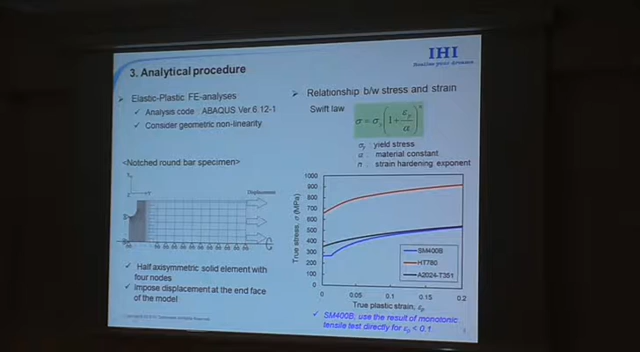 IHI
Realize your dreams
3. Analytical procedure
➢ Elastic-Plastic FE-analyses
✓ Analysis code : ABAQUS Ver.6.12-1
✓ Consider geometric non-linearity
<Notched round bar specimen>
Displacement
✓ Half axisymmetric solid element with
four nodes
✓ Impose displacement at the end face
of the model
➢ Relationship b/w stress and strain
Swift law
σ = σy (1 + εp/α)^n
σy : yield stress
α : material constant
n : strain hardening exponent
True stress, σ (MPa)
1000
900
800
700
600
500
400
300
200
100
0
SM400B
HT780
A2024-T351
0 0.05 0.1 0.15 0.2
True plastic strain, εp
✓ SM400B: use the result of monotonic
tensile test directly for εp < 0.1